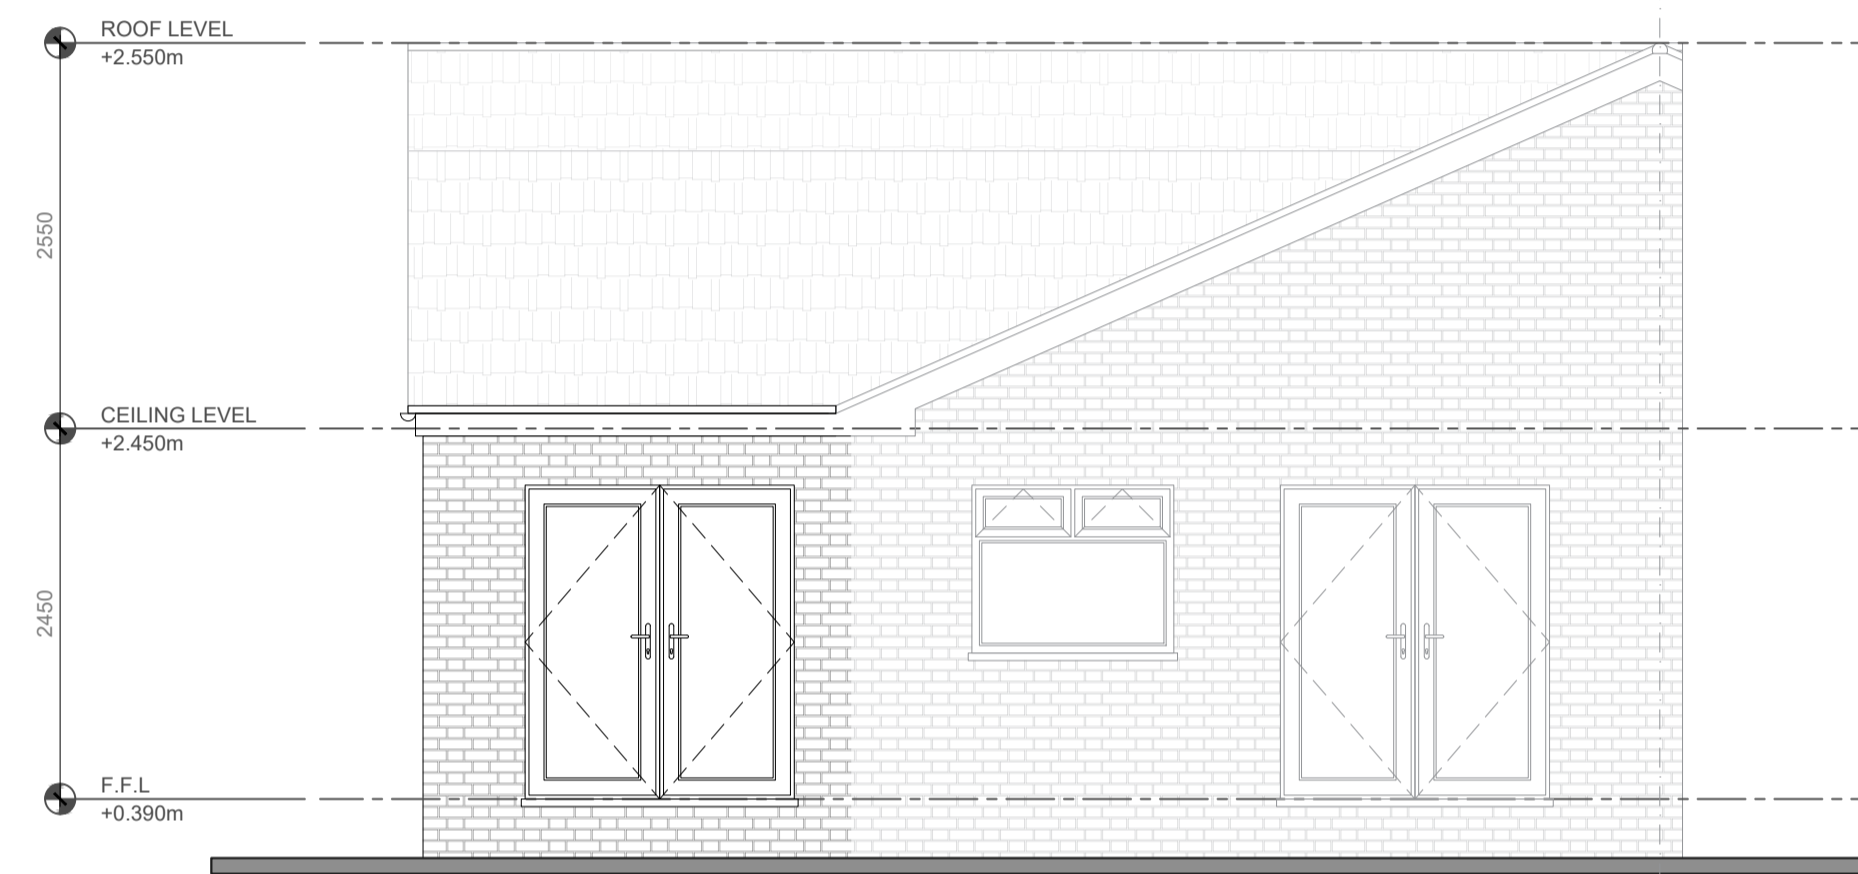 ROOF LEVEL
+2.550m
2550
CEILING LEVEL
+2.450m
2450
F.F.L
+0.390m